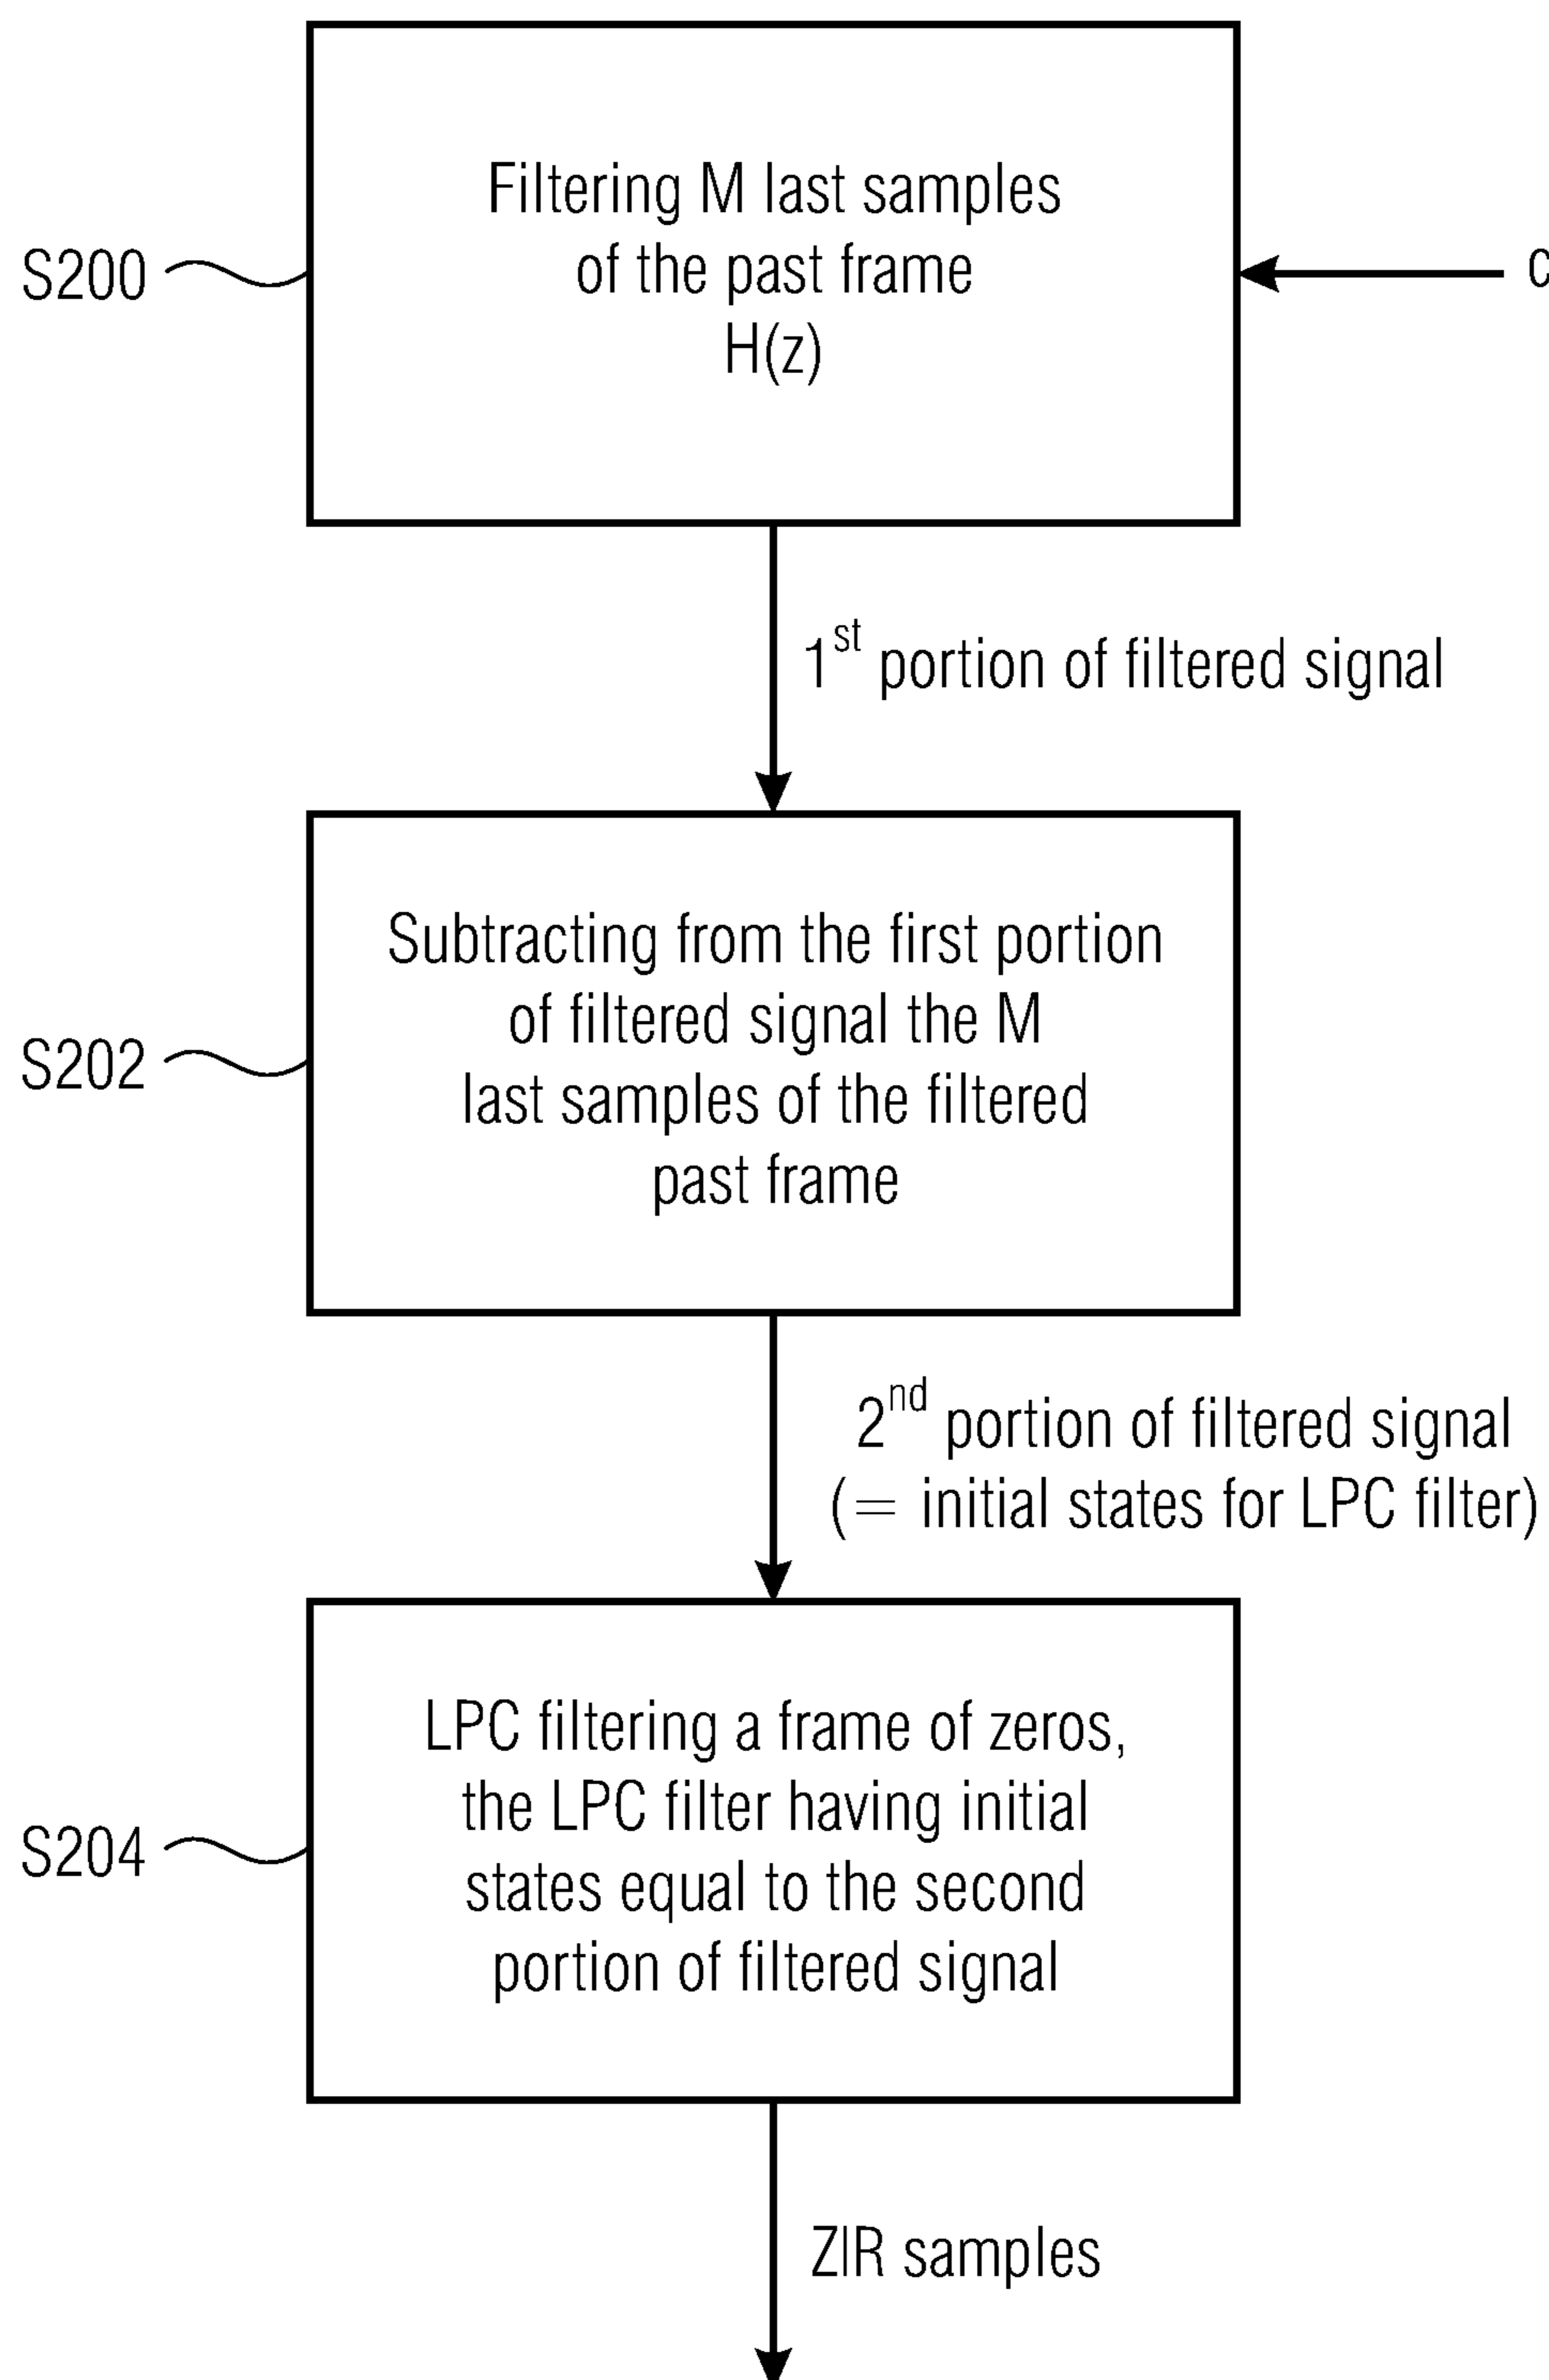 Filtering M last samples
of the past frame
H(z)
S200
c
1st portion of filtered signal
Subtracting from the first portion
of filtered signal the M
last samples of the filtered
past frame
S202
2nd portion of filtered signal
(= initial states for LPC filter)
LPC filtering a frame of zeros,
the LPC filter having initial
states equal to the second
portion of filtered signal
S204
ZIR samples